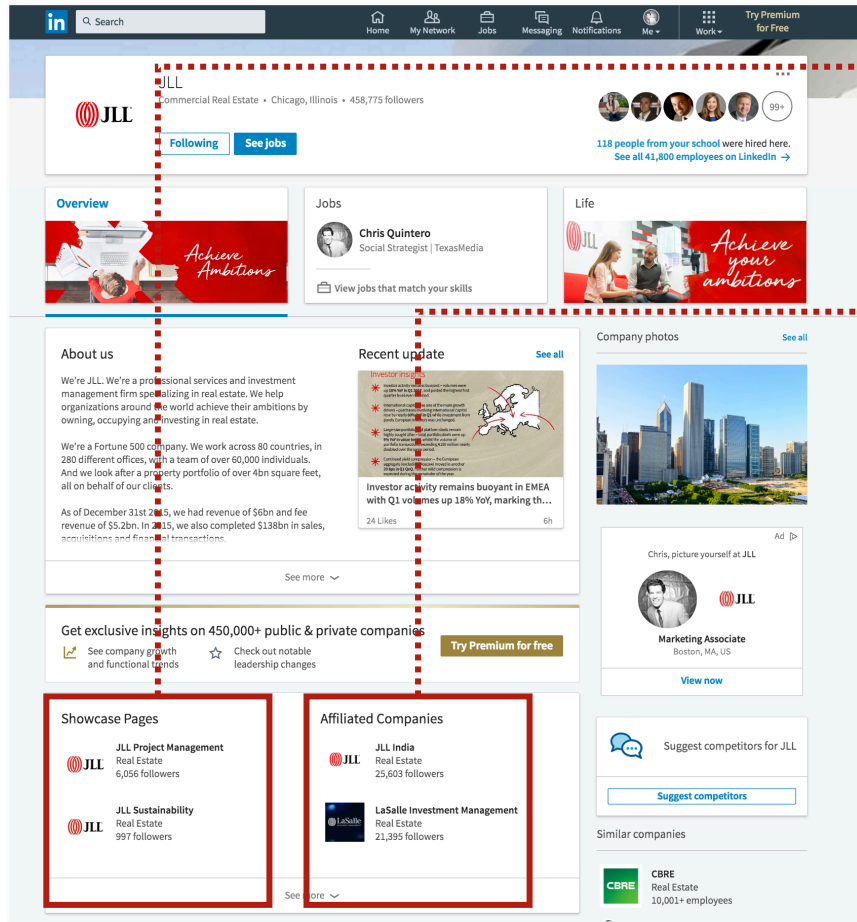 in
Search
Home
My Network
Jobs
Messaging
Notifications
Me
Work
Try Premium
for Free
JLL
JLL
Commercial Real Estate • Chicago, Illinois • 458,775 followers
99+
Following
See jobs
118 people from your school were hired here.
See all 41,800 employees on LinkedIn →
Overview
Achieve
Ambitions
Jobs
Chris Quintero
Social Strategist | TexasMedia
View jobs that match your skills
Life
JLL
Achieve
your
ambitions
About us
We're JLL. We're a professional services and investment
management firm specializing in real estate. We help
organizations around the world achieve their ambitions by
owning, occupying and investing in real estate.
We're a Fortune 500 company. We work across 80 countries, in
280 different offices, with a team of over 60,000 individuals.
And we look after a property portfolio of over 4bn square feet,
all on behalf of our clients.
As of December 31st 2015, we had revenue of $6bn and fee
revenue of $5.2bn. In 2015, we also completed $138bn in sales,
acquisitions and financial transactions.
Recent update
See all
Investor insights
Investor activity remains buoyant in EMEA
with Q1 volumes up 18% YoY, marking th...
24 Likes
6h
See more
Company photos
See all
Ad
Chris, picture yourself at JLL
JLL
Marketing Associate
Boston, MA, US
View now
Get exclusive insights on 450,000+ public & private companies
See company growth
and functional trends
Check out notable
leadership changes
Try Premium for free
Showcase Pages
JLL
JLL Project Management
Real Estate
6,056 followers
JLL
JLL Sustainability
Real Estate
997 followers
Affiliated Companies
JLL
JLL India
Real Estate
25,603 followers
LaSalle
LaSalle Investment Management
Real Estate
21,395 followers
See more
Suggest competitors for JLL
Suggest competitors
Similar companies
CBRE
CBRE
Real Estate
10,001+ employees